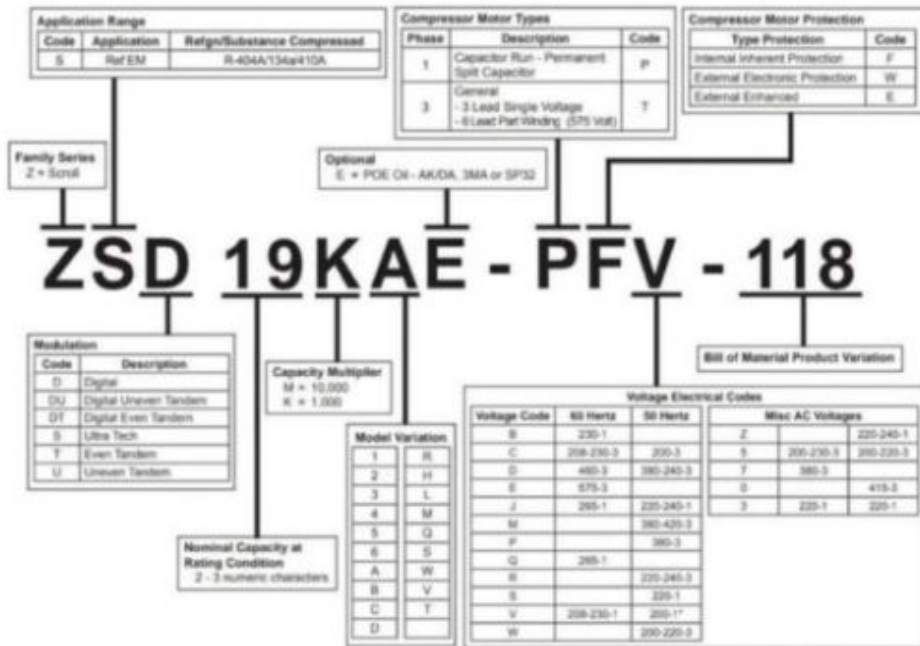 Application Range
Code Application Refgn/Substance Compressed
S Ref EM R-404A/134a/410A
Compressor Motor Types
Phase Description Code
1 Capacitor Run - Permanent Split Capacitor P
3 General
- 3 Lead Single Voltage
- 6 Lead Part Winding (575 Volt) T
Compressor Motor Protection
Type Protection Code
Internal Inherent Protection F
External Electronic Protection W
External Enhanced E
Family Series
Z = Scroll
Optional
E = POE Oil - AK/DA, 3MA or SP32
ZSD 19KAE - PFV - 118
Modulation
Code Description
D Digital
DU Digital Uneven Tandem
DT Digital Even Tandem
S Ultra Tech
T Even Tandem
U Uneven Tandem
Capacity Multiplier
M = 10,000
K = 1,000
Bill of Material Product Variation
Nominal Capacity at
Rating Condition
2 - 3 numeric characters
Model Variation
1 R
2 H
3 L
4 M
5 Q
6 S
A W
B V
C T
D
Voltage Electrical Codes
Voltage Code 60 Hertz 50 Hertz
B 230-1
C 208-230-3 200-3
D 460-3 380-240-3
E 575-3
J 265-1 220-240-1
M 380-420-3
P 380-3
Q 265-1
R 220-240-3
S 220-1
V 208-230-1 200-1*
W 200-220-3
Misc AC Voltages
Z 220-240-1
5 200-230-3 200-220-3
7 380-3
415-3
3 220-1 220-1